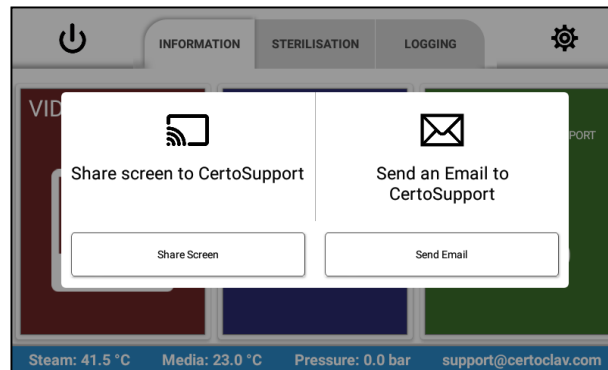 INFORMATION
STERILISATION
LOGGING
VID
PORT
Share screen to CertoSupport
Send an Email to
CertoSupport
Share Screen
Send Email
Steam: 41.5 °C
Media: 23.0 °C
Pressure: 0.0 bar
support@certoclav.com